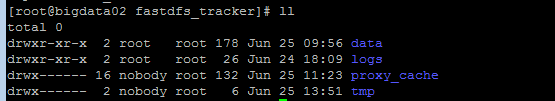 [root@bigdata02 fastdfs_tracker]# ll
total 0
drwxr-xr-x  2 root   root 178 Jun 25 09:56 data
drwxr-xr-x  2 root   root  26 Jun 24 18:09 logs
drwx------ 16 nobody root 132 Jun 25 11:23 proxy_cache
drwx------  2 nobody root   6 Jun 25 13:51 tmp